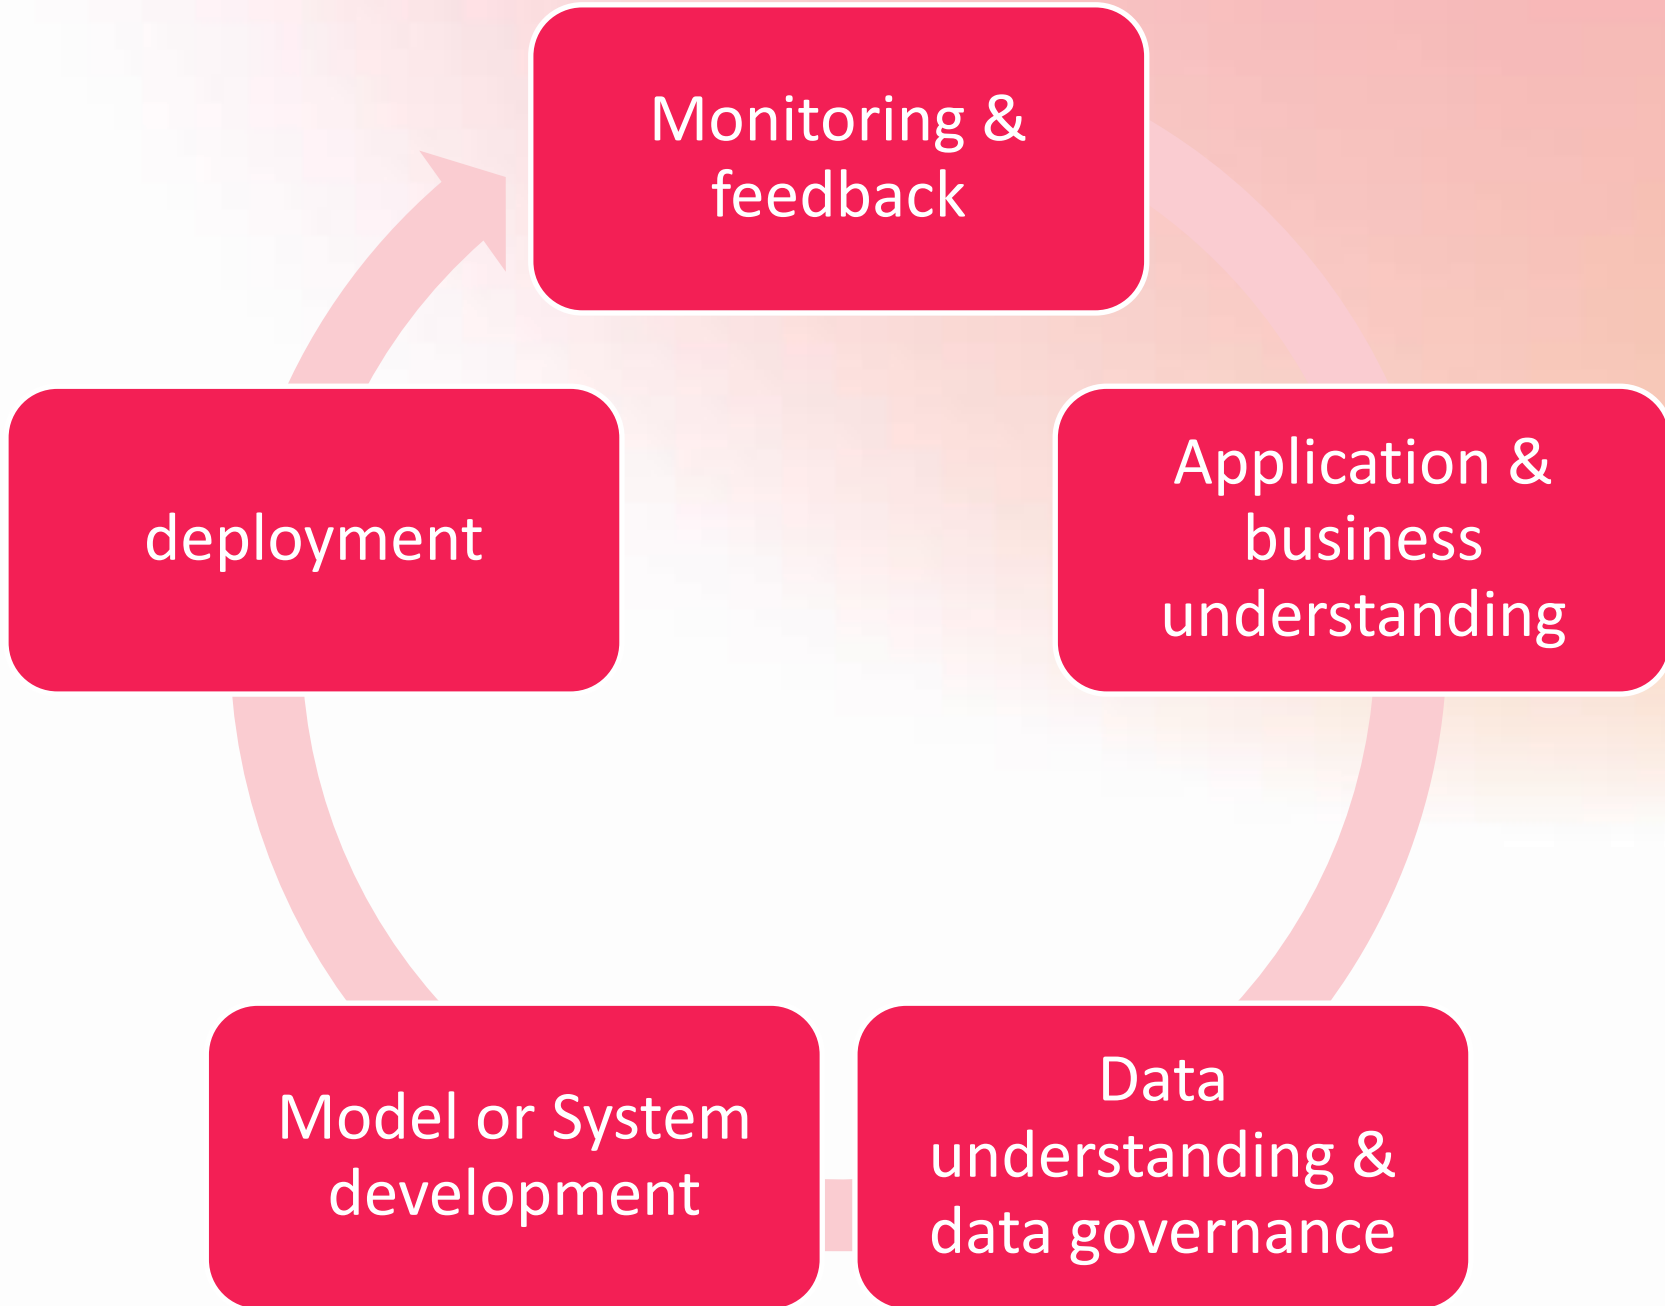 Monitoring &
feedback
Application &
business
understanding
Data
understanding &
data governance
Model or System
development
deployment